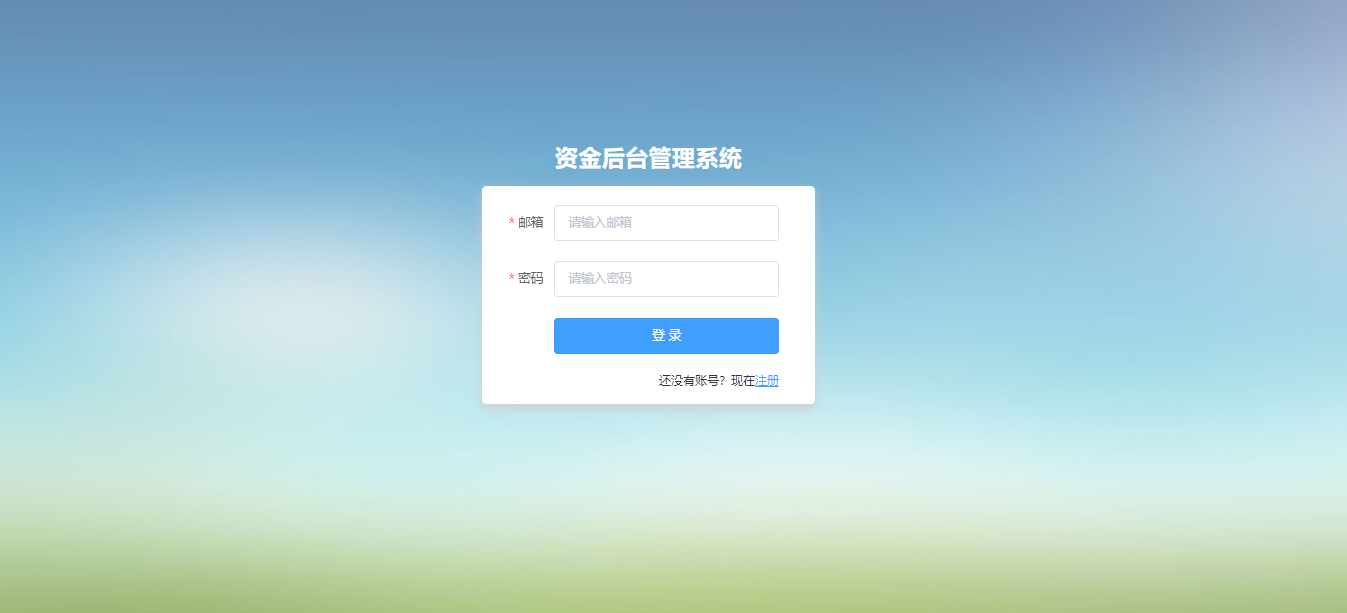 资金后台管理系统
* 邮箱 请输入邮箱
* 密码 请输入密码
登 录
还没有账号？现在注册